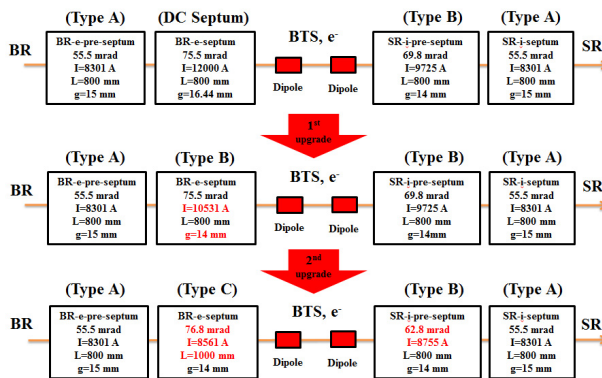 (Type A) (DC Septum) (Type B) (Type A)
BTS, e-
BR SR
BR-e-pre-septum
55.5 mrad
I=8301 A
L=800 mm
g=15 mm
BR-e-septum
75.5 mrad
I=12000 A
L=800 mm
g=16.44 mm
Dipole Dipole
SR-i-pre-septum
69.8 mrad
I=9725 A
L=800 mm
g=14 mm
SR-i-septum
55.5 mrad
I=8301 A
L=800 mm
g=15 mm
1st
upgrade
(Type A) (Type B) (Type B) (Type A)
BTS, e-
BR SR
BR-e-pre-septum
55.5 mrad
I=8301 A
L=800 mm
g=15 mm
BR-e-septum
75.5 mrad
I=10531 A
L=800 mm
g=14 mm
Dipole Dipole
SR-i-pre-septum
69.8 mrad
I=9725 A
L=800 mm
g=14mm
SR-i-septum
55.5 mrad
I=8301 A
L=800 mm
g=15 mm
2nd
upgrade
(Type A) (Type C) (Type B) (Type A)
BTS, e-
BR SR
BR-e-pre-septum
55.5 mrad
I=8301 A
L=800 mm
g=15 mm
BR-e-septum
76.8 mrad
I=8561 A
L=1000 mm
g=14 mm
Dipole Dipole
SR-i-pre-septum
62.8 mrad
I=8755 A
L=800 mm
g=14 mm
SR-i-septum
55.5 mrad
I=8301 A
L=800 mm
g=15 mm